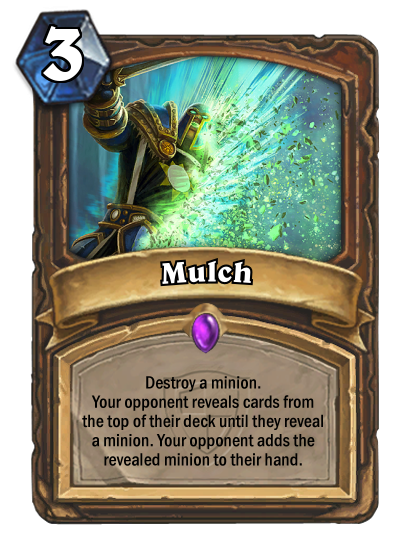 3
Mulch
Destroy a minion.
Your opponent reveals cards from
the top of their deck until they reveal
a minion. Your opponent adds the
revealed minion to their hand.